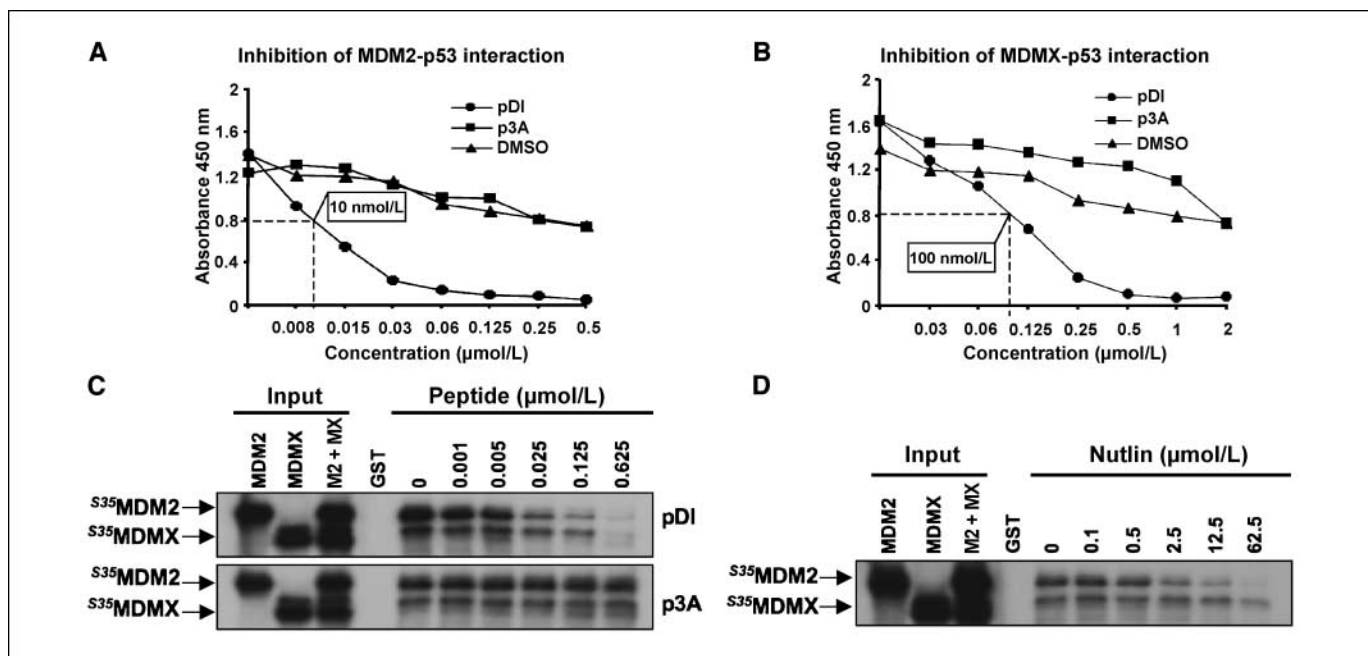 A
Inhibition of MDM2-p53 interaction
Absorbance 450 nm
2
1.6
1.2
0.8
0.4
0
pDI
p3A
DMSO
10 nmol/L
0.008 0.015 0.03 0.06 0.125 0.25 0.5
Concentration (µmol/L)
B
Inhibition of MDMX-p53 interaction
Absorbance 450 nm
2
1.6
1.2
0.8
0.4
0
pDI
p3A
DMSO
100 nmol/L
0.03 0.06 0.125 0.25 0.5 1 2
Concentration (µmol/L)
C
Input Peptide (µmol/L)
MDM2 MDMX M2 + MX GST 0 0.001 0.005 0.025 0.125 0.625
S35MDM2
S35MDMX
pDI
S35MDM2
S35MDMX
p3A
D
Input Nutlin (µmol/L)
MDM2 MDMX M2 + MX GST 0 0.1 0.5 2.5 12.5 62.5
S35MDM2
S35MDMX